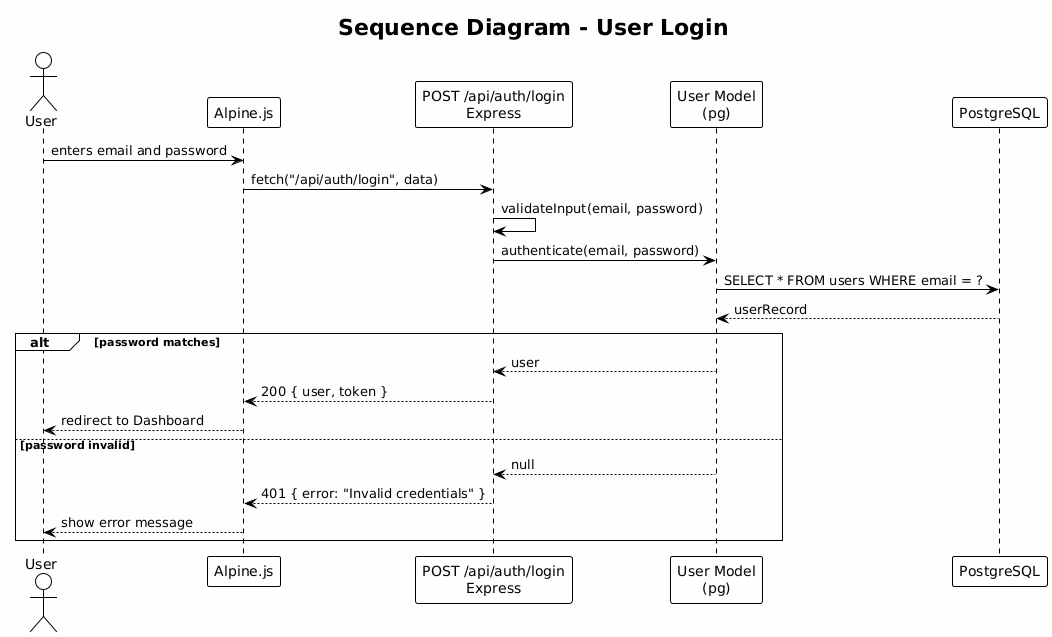 Sequence Diagram - User Login
User
Alpine.js
POST /api/auth/login
Express
User Model
(pg)
PostgreSQL
enters email and password
fetch("/api/auth/login", data)
validateInput(email, password)
authenticate(email, password)
SELECT * FROM users WHERE email = ?
userRecord
alt [password matches]
user
200 { user, token }
redirect to Dashboard
[password invalid]
null
401 { error: "Invalid credentials" }
show error message
User
Alpine.js
POST /api/auth/login
Express
User Model
(pg)
PostgreSQL